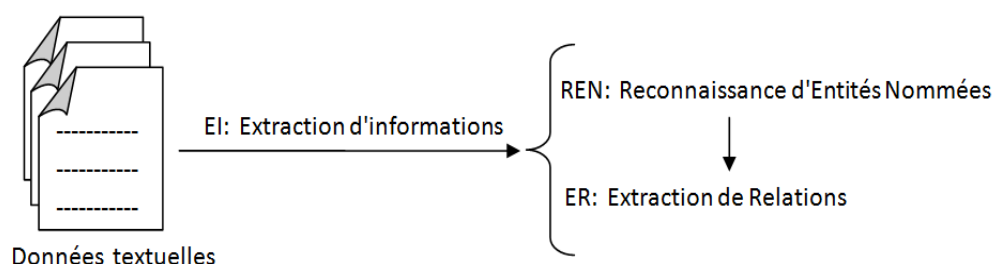 REN: Reconnaissance d'Entités Nommées
EI: Extraction d'informations
ER: Extraction de Relations
Données textuelles